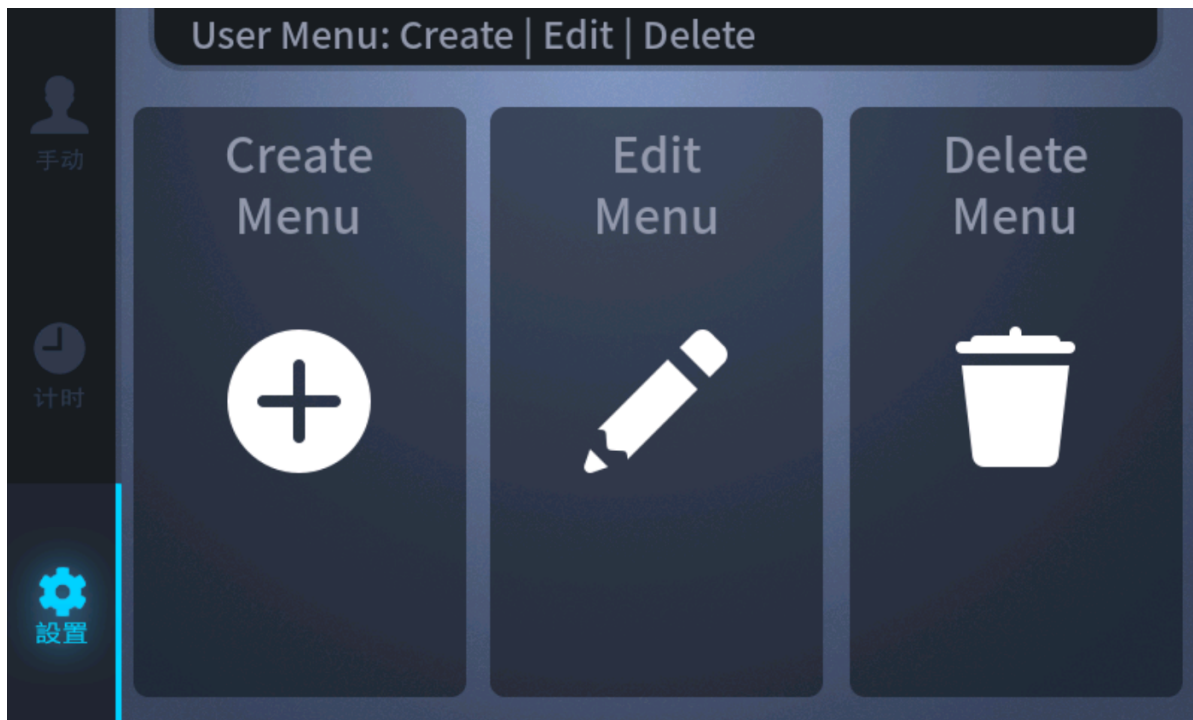 User Menu: Create | Edit | Delete
手动
计时
設置
Create
Menu
Edit
Menu
Delete
Menu